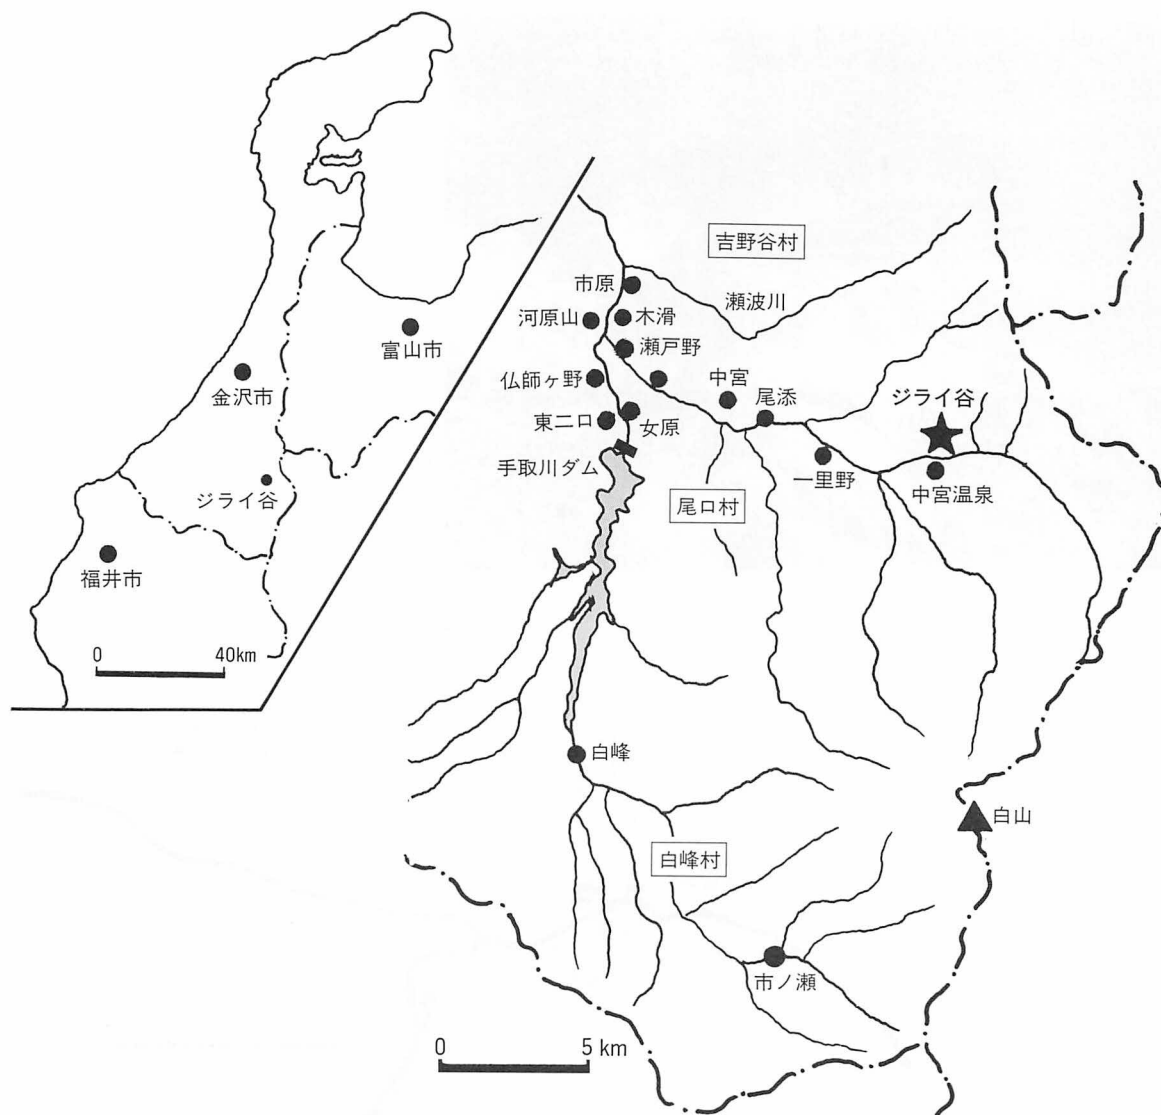 富山市
金沢市
ジライ谷
福井市
0 40km
吉野谷村
市原
瀬波川
河原山
木滑
瀬戸野
仏師ヶ野
中宮
尾添
ジライ谷
東二口
女原
手取川ダム
一里野
中宮温泉
尾口村
白峰
白山
白峰村
市ノ瀬
0 5 km